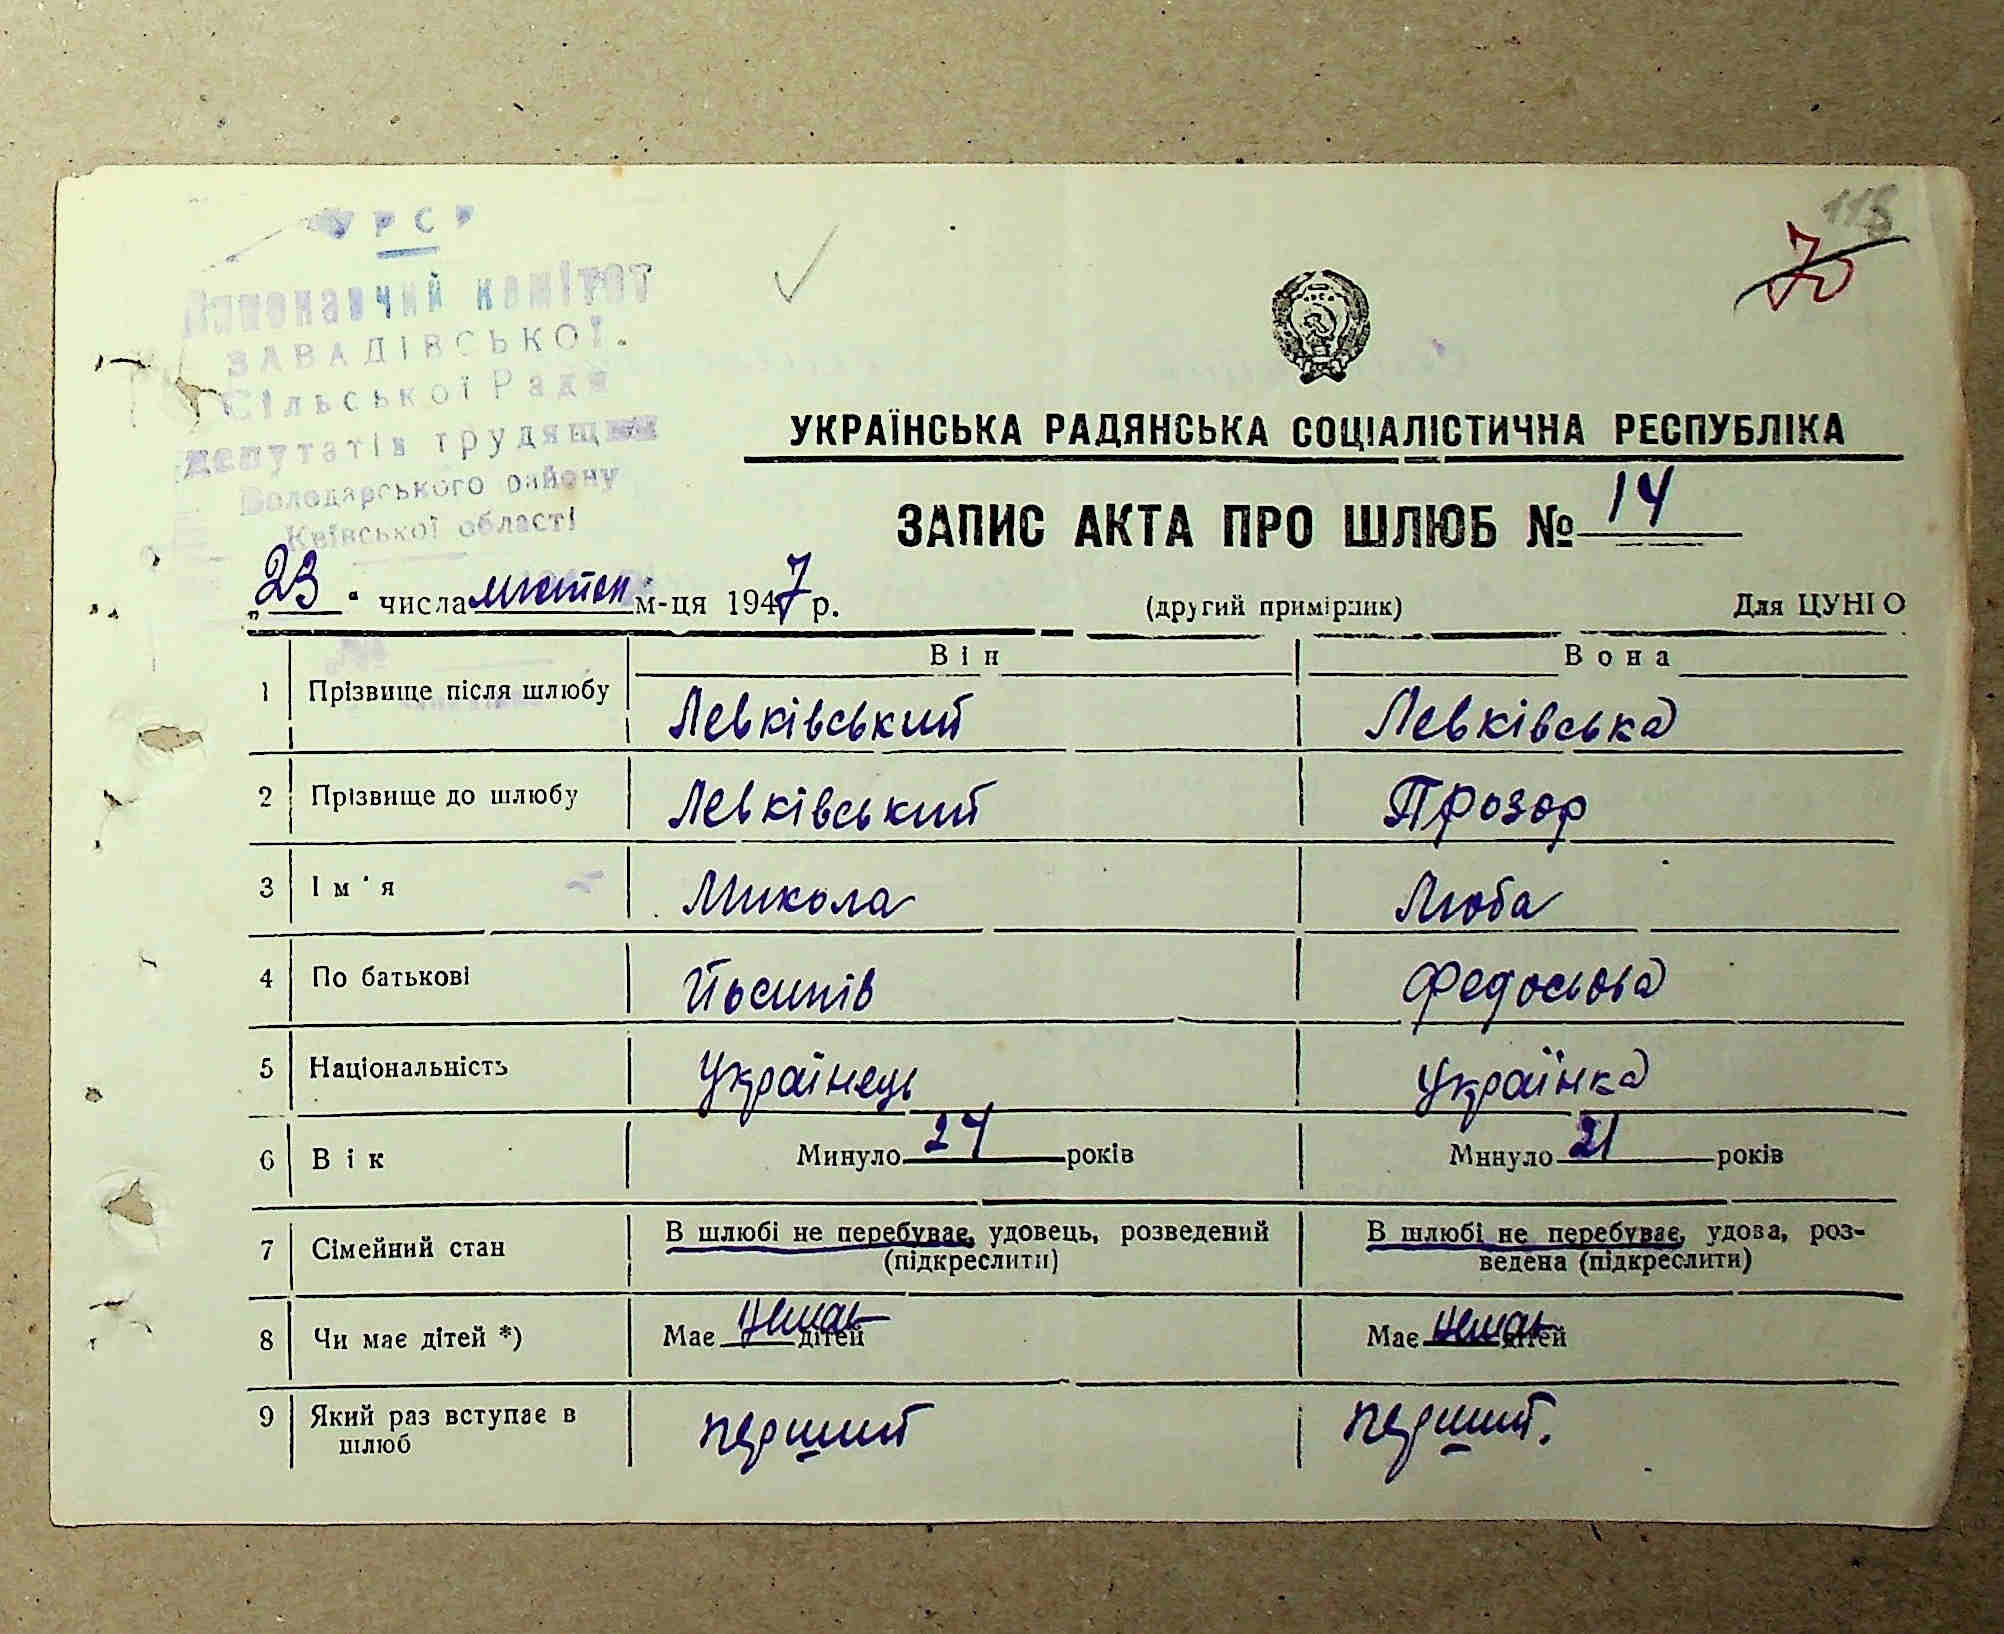 УРСР
Виконавчий комітет
ЗАВАДІВСЬКОЇ
Сільської Ради
депутатів трудящих
Володарського району
Київської області
115
70
УКРАЇНСЬКА РАДЯНСЬКА СОЦІАЛІСТИЧНА РЕСПУБЛІКА
ЗАПИС АКТА ПРО ШЛЮБ № 14
„23“ числа листоп м-ця 1947 р. (другий примірник) Для ЦУНГО
Він Вона
1 Прізвище після шлюбу Левківський Левківська
2 Прізвище до шлюбу Левківський Прозор
3 Ім'я Микола Люба
4 По батькові Йосипів Федосьова
5 Національність Українець Українка
6 Вік Минуло 24 років Минуло 21 років
7 Сімейний стан В шлюбі не перебуває, удовець, розведений В шлюбі не перебуває, удова, роз-
(підкреслити) ведена (підкреслити)
8 Чи має дітей *) Має немає дітей Має немає дітей
9 Який раз вступає в перший перший.
шлюб